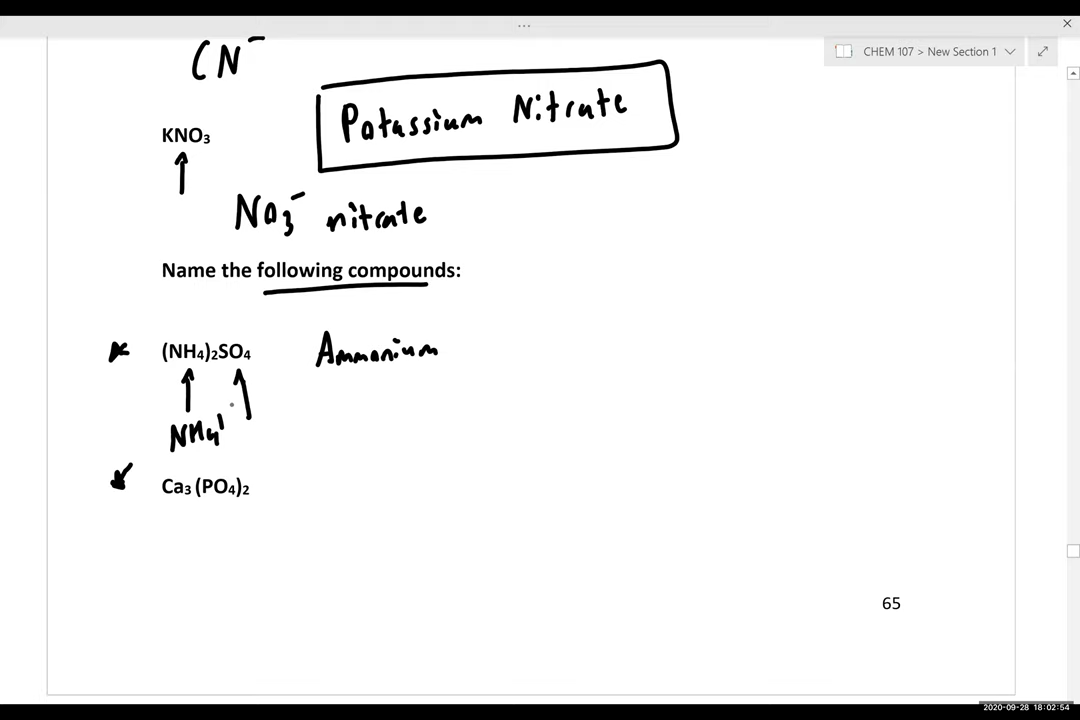 CHEM 107 > New Section 1
CN⁻
Potassium Nitrate
KNO₃
NO₃⁻ nitrate
Name the following compounds:
(NH₄)₂SO₄ Ammonium
NH₄⁺
Ca₃ (PO₄)₂
65
2020-09-28 18:02:54